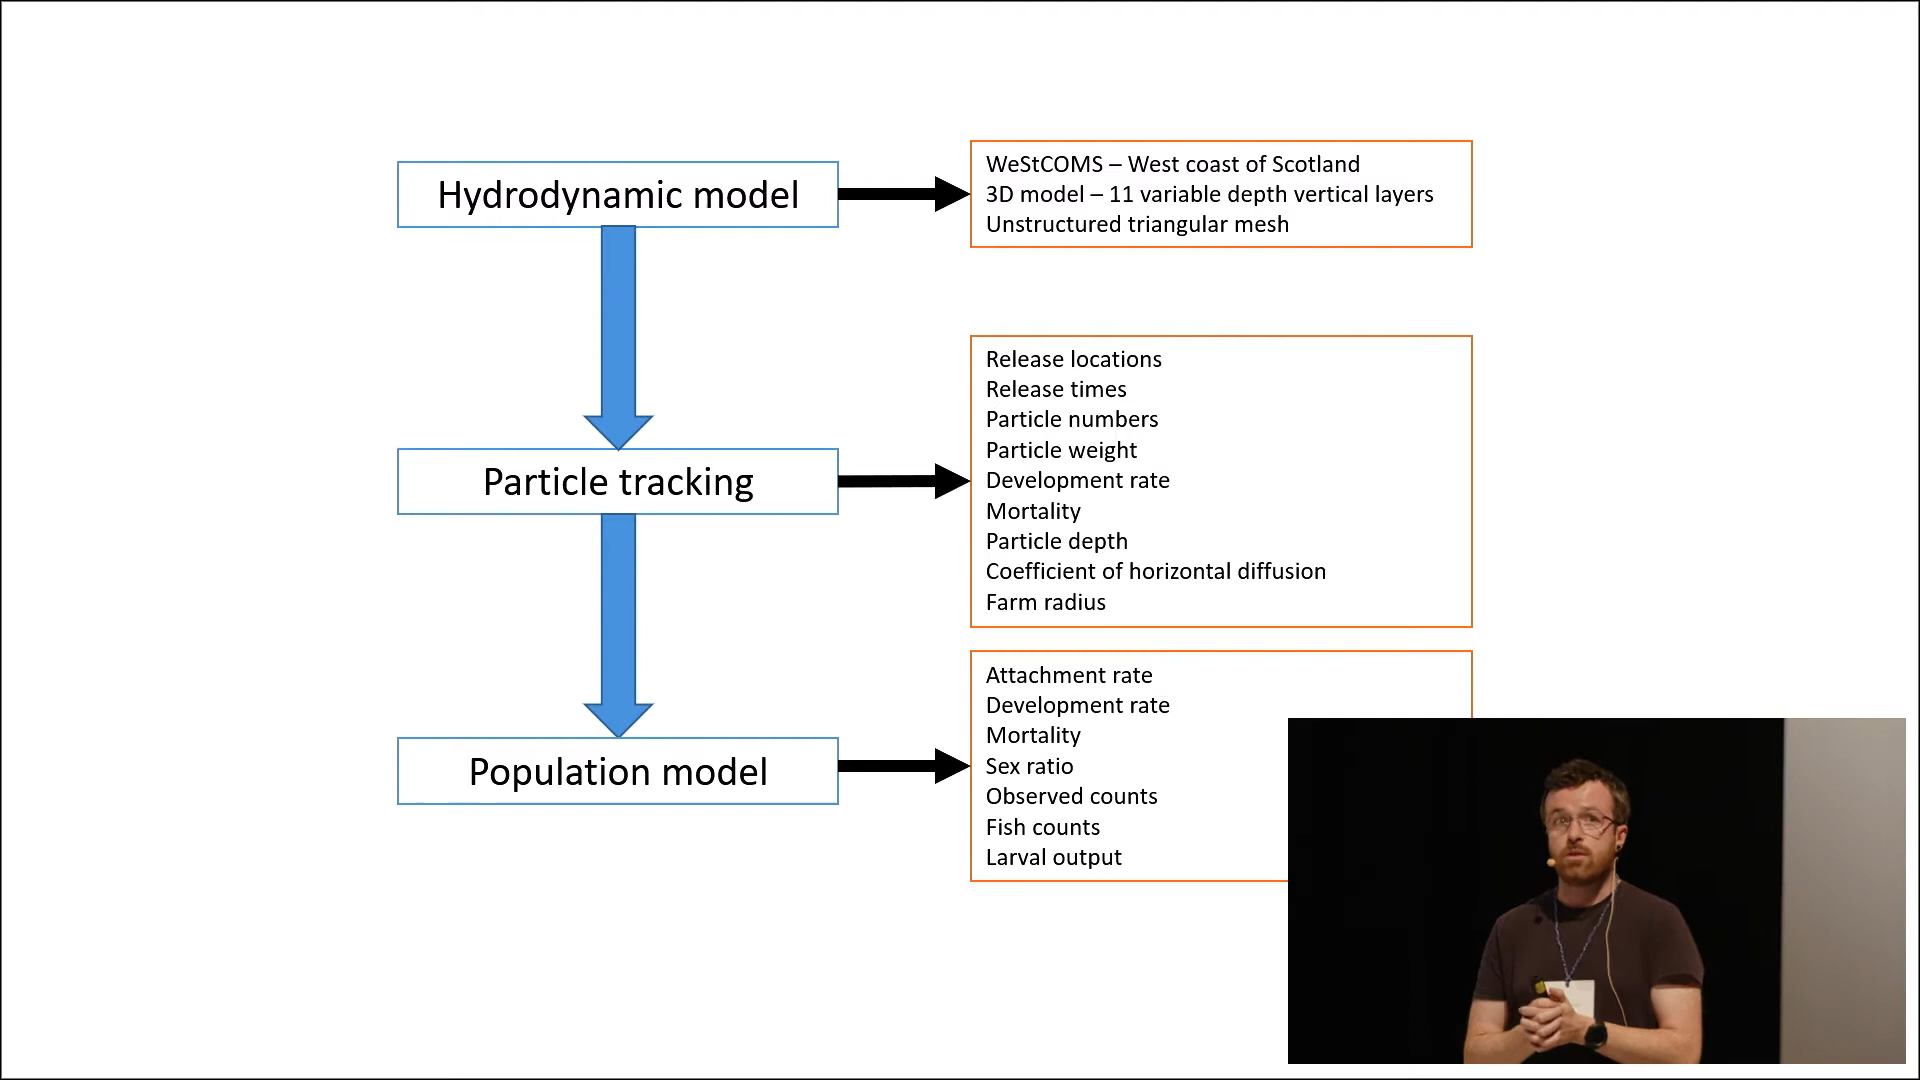 Hydrodynamic model
WeStCOMS – West coast of Scotland
3D model – 11 variable depth vertical layers
Unstructured triangular mesh
Particle tracking
Release locations
Release times
Particle numbers
Particle weight
Development rate
Mortality
Particle depth
Coefficient of horizontal diffusion
Farm radius
Population model
Attachment rate
Development rate
Mortality
Sex ratio
Observed counts
Fish counts
Larval output